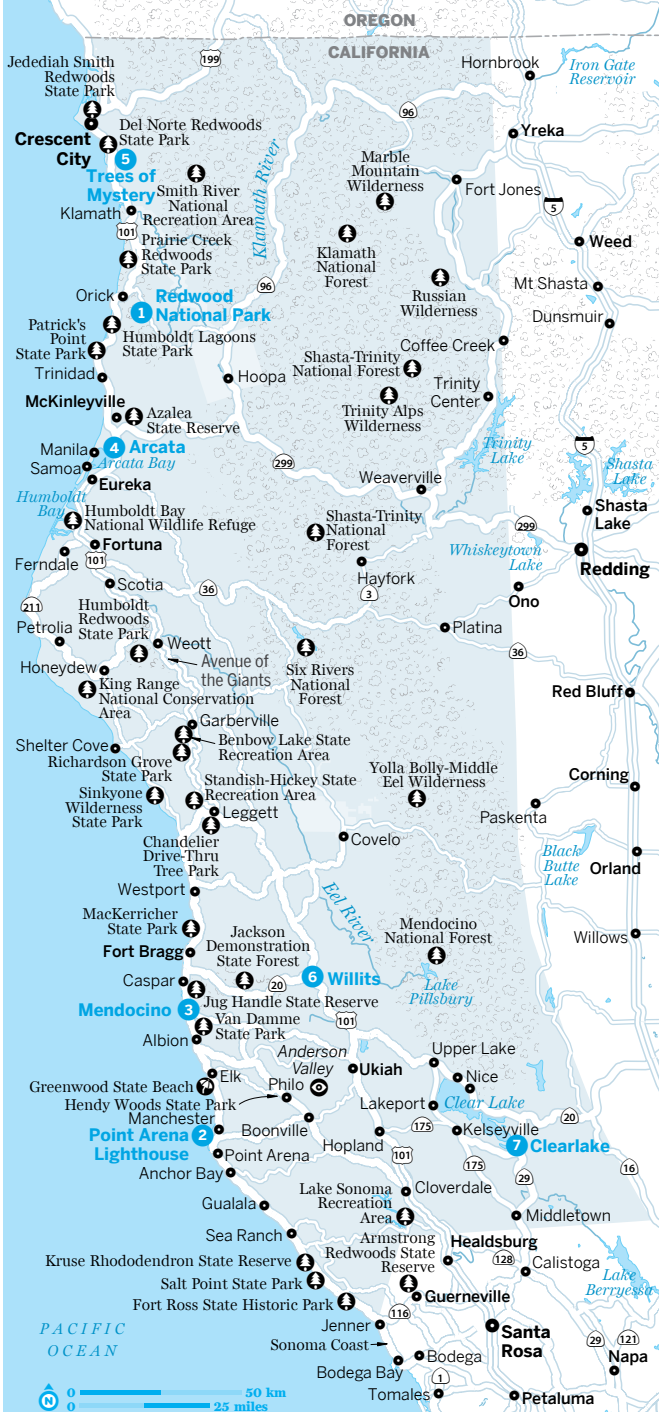 OREGON
CALIFORNIA
199
Hornbrook
Iron Gate
Reservoir
Jedediah Smith
Redwoods
State Park
96
Crescent
City
Del Norte Redwoods
State Park
Yreka
5
Trees of
Mystery
Marble
Mountain
Wilderness
Fort Jones
Smith River
National
Recreation Area
Klamath River
5
Klamath
101
Prairie Creek
Redwoods
State Park
Klamath
National
Forest
Weed
96
Russian
Wilderness
Mt Shasta
Orick
1
Redwood
National Park
Dunsmuir
Patrick's
Point
State Park
Humboldt Lagoons
State Park
Coffee Creek
Shasta-Trinity
National Forest
Trinidad
Hoopa
Trinity
Center
Trinity Alps
Wilderness
McKinleyville
Azalea
State Reserve
Manila
4
Arcata
Trinity
Lake
5
Samoa
Arcata Bay
299
Shasta
Lake
Eureka
Weaverville
Humboldt
Bay
Humboldt Bay
National Wildlife Refuge
Shasta-Trinity
National
Forest
299
Shasta
Lake
Fortuna
Whiskeytown
Lake
Redding
Ferndale
101
Hayfork
Scotia
36
3
Ono
211
Humboldt
Redwoods
State Park
Petrolia
Weott
Platina
36
Avenue of
the Giants
Honeydew
Six Rivers
National
Forest
King Range
National Conservation
Area
Red Bluff
Garberville
Benbow Lake State
Recreation Area
Shelter Cove
Richardson Grove
State Park
Yolla Bolly-Middle
Eel Wilderness
Corning
Standish-Hickey State
Recreation Area
Sinkyone
Wilderness
State Park
Leggett
Paskenta
Chandelier
Drive-Thru
Tree Park
Covelo
Black
Butte
Lake
Orland
Westport
Eel River
MacKerricher
State Park
Jackson
Demonstration
State Forest
Mendocino
National Forest
Willows
Fort Bragg
Caspar
20
6
Willits
Lake
Pillsbury
Jug Handle State Reserve
Mendocino
3
Van Damme
State Park
101
Albion
Anderson
Valley
Ukiah
Upper Lake
Elk
Nice
Greenwood State Beach
Philo
Hendy Woods State Park
Lakeport
Clear Lake
20
Manchester
Boonville
175
Kelseyville
Point Arena
Lighthouse
2
Hopland
101
7
Clearlake
Point Arena
175
29
16
Anchor Bay
Lake Sonoma
Recreation
Area
Cloverdale
Gualala
Middletown
Sea Ranch
Armstrong
Redwoods State
Reserve
Healdsburg
128
Calistoga
Kruse Rhododendron State Reserve
Salt Point State Park
Lake
Berryessa
Fort Ross State Historic Park
Guerneville
116
Jenner
Santa
Rosa
PACIFIC
OCEAN
Sonoma Coast
29
121
Bodega
Napa
Bodega Bay
1
Tomales
Petaluma
N
0
50 km
0
25 miles